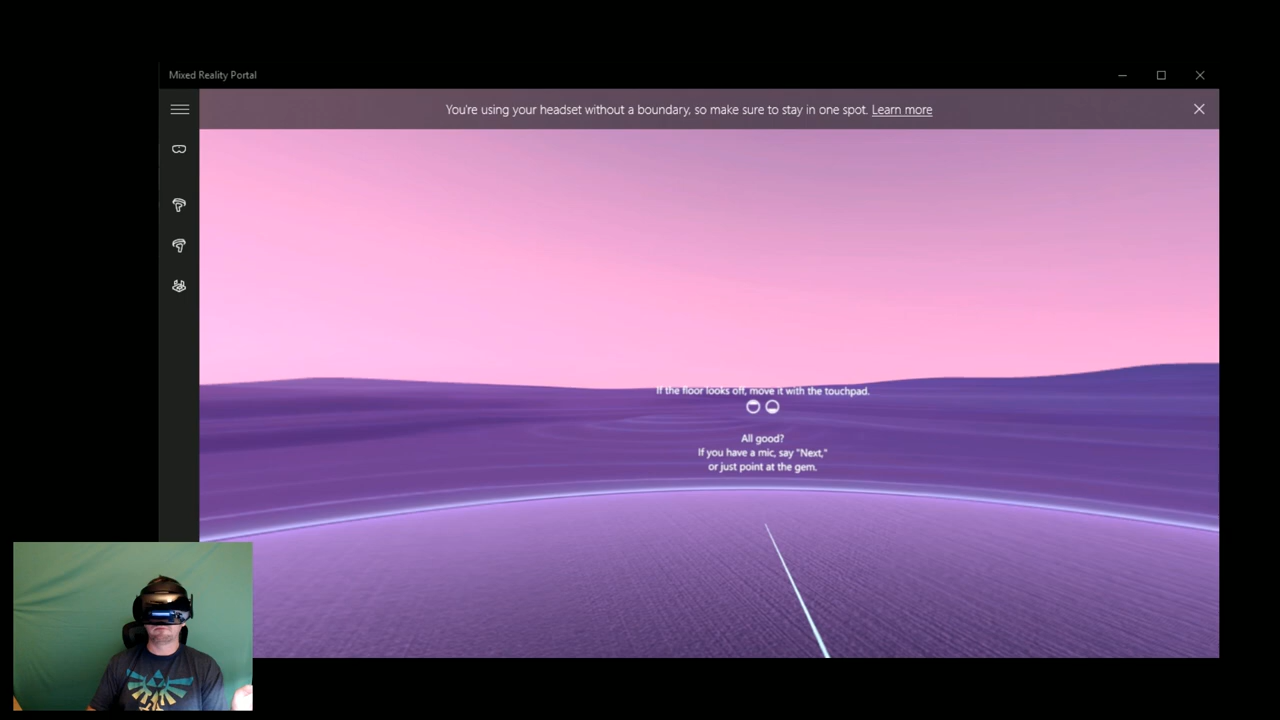 Mixed Reality Portal
You're using your headset without a boundary, so make sure to stay in one spot. Learn more
If the floor looks off, move it with the touchpad.
All good?
If you have a mic, say "Next,"
or just point at the gem.